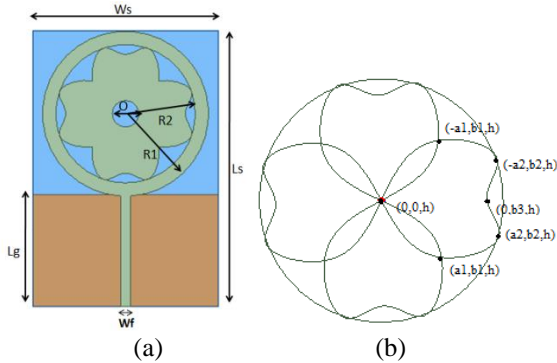 Ws
O
R2
R1
Ls
Lg
Wf
(-a1,b1,h)
(-a2,b2,h)
(0,0,h)
(0,b3,h)
(a2,b2,h)
(a1,b1,h)
(a)
(b)